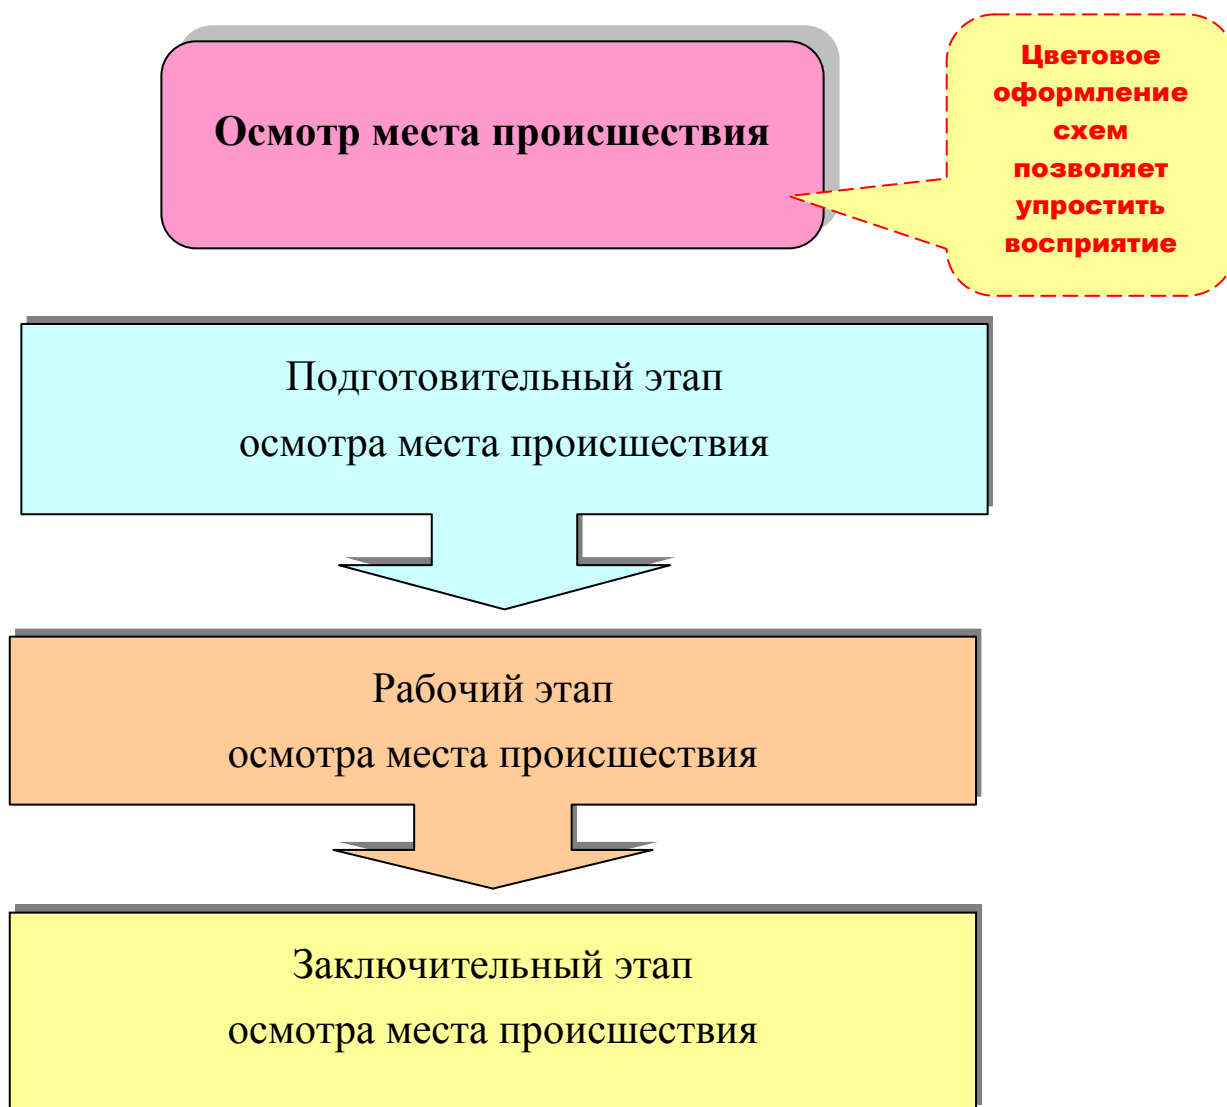 Осмотр места происшествия
Цветовое
оформление
схем
позволяет
упростить
восприятие
Подготовительный этап
осмотра места происшествия
Рабочий этап
осмотра места происшествия
Заключительный этап
осмотра места происшествия